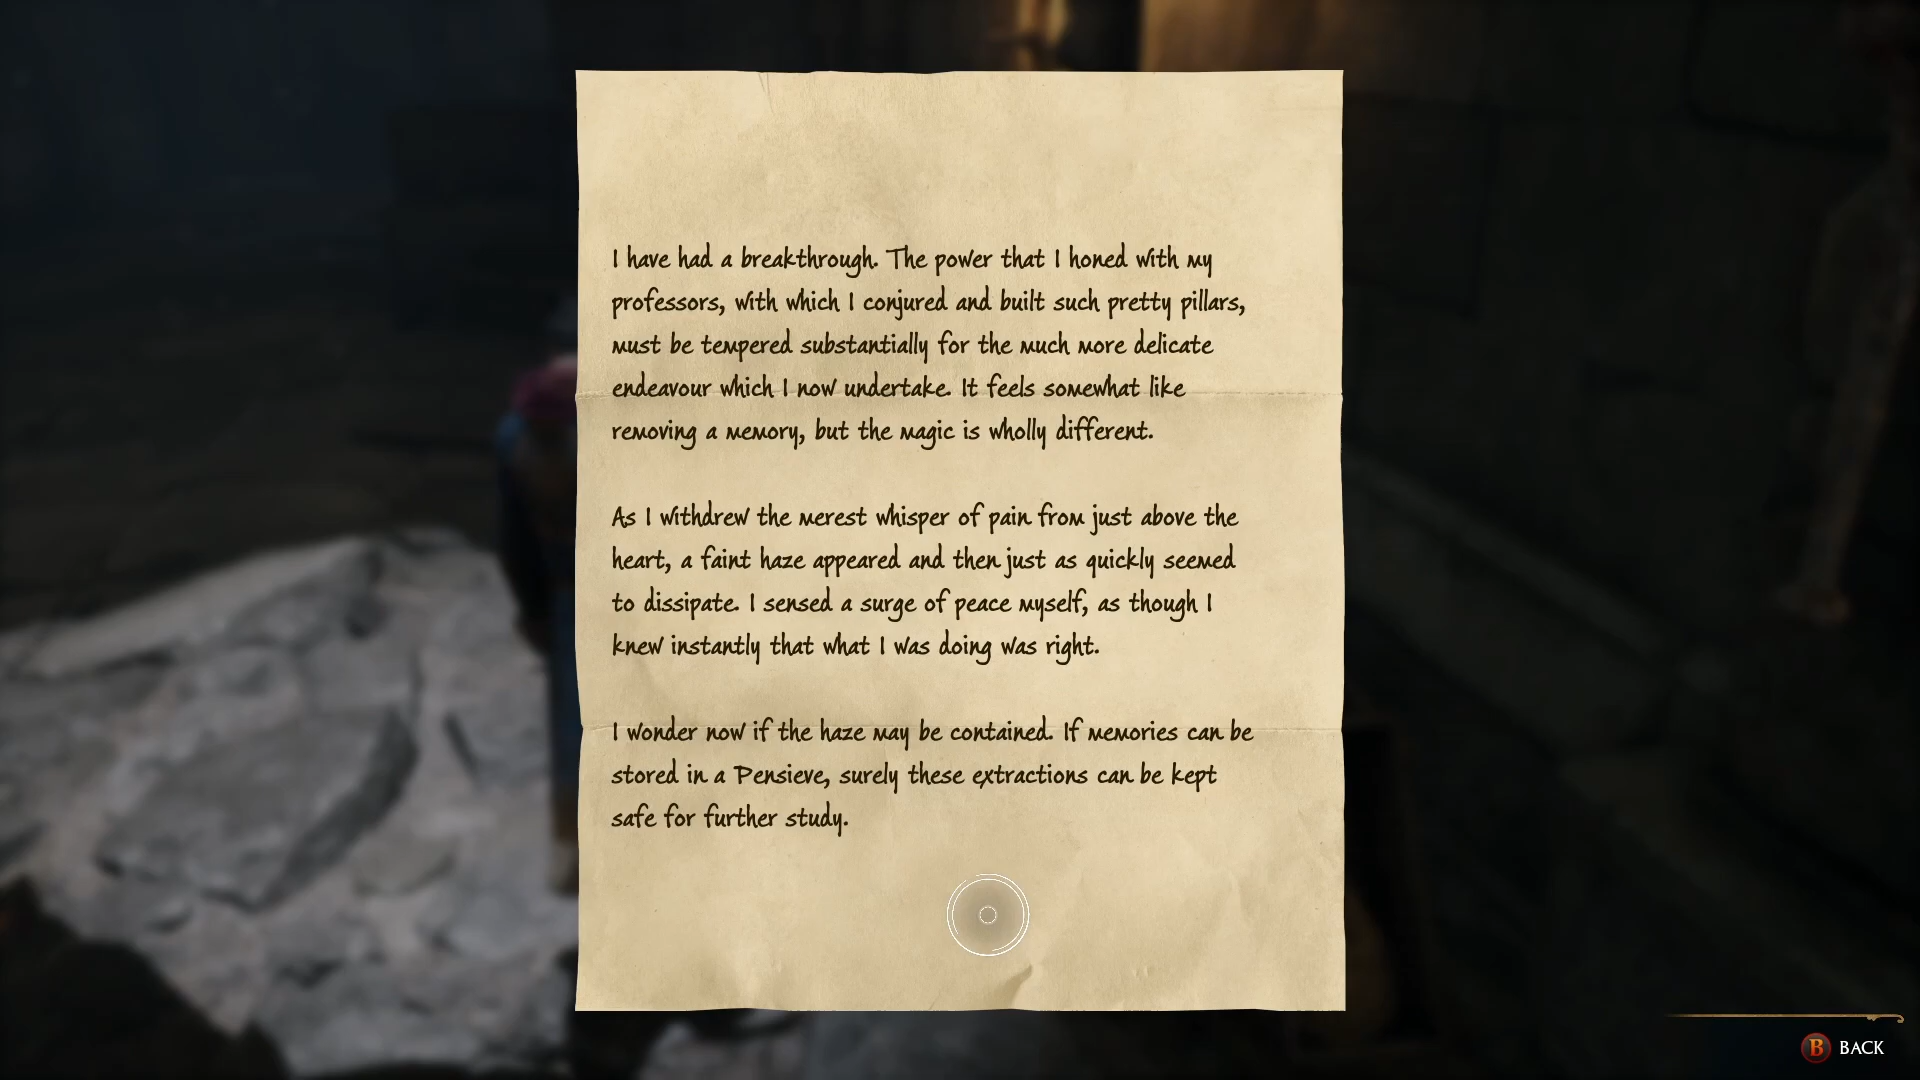 I have had a breakthrough. The power that I honed with my
professors, with which I conjured and built such pretty pillars,
must be tempered substantially for the much more delicate
endeavour which I now undertake. It feels somewhat like
removing a memory, but the magic is wholly different.
As I withdrew the merest whisper of pain from just above the
heart, a faint haze appeared and then just as quickly seemed
to dissipate. I sensed a surge of peace myself, as though I
knew instantly that what I was doing was right.
I wonder now if the haze may be contained. If memories can be
stored in a Pensieve, surely these extractions can be kept
safe for further study.
B BACK